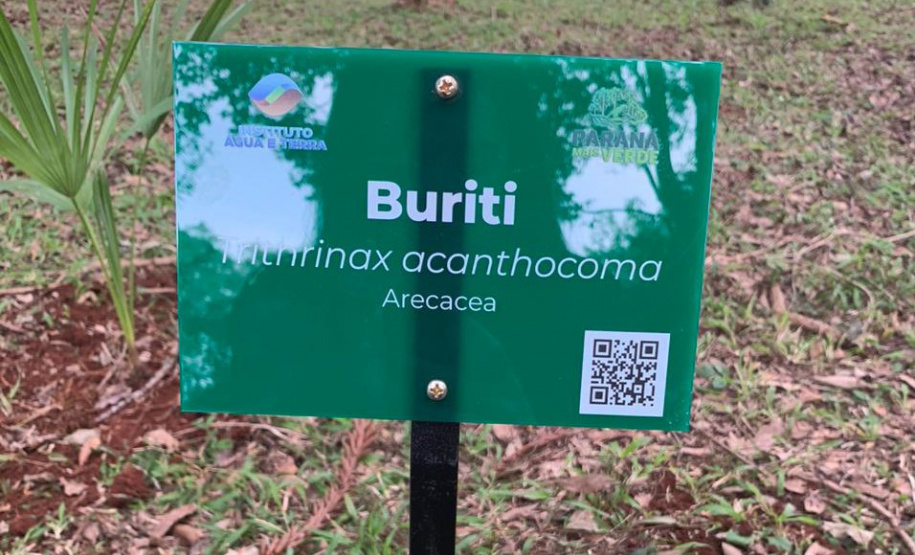 INSTITUTO
ÁGUA E TERRA
PARANÁ
MAIS VERDE
Buriti
Trithrinax acanthocoma
Arecacea